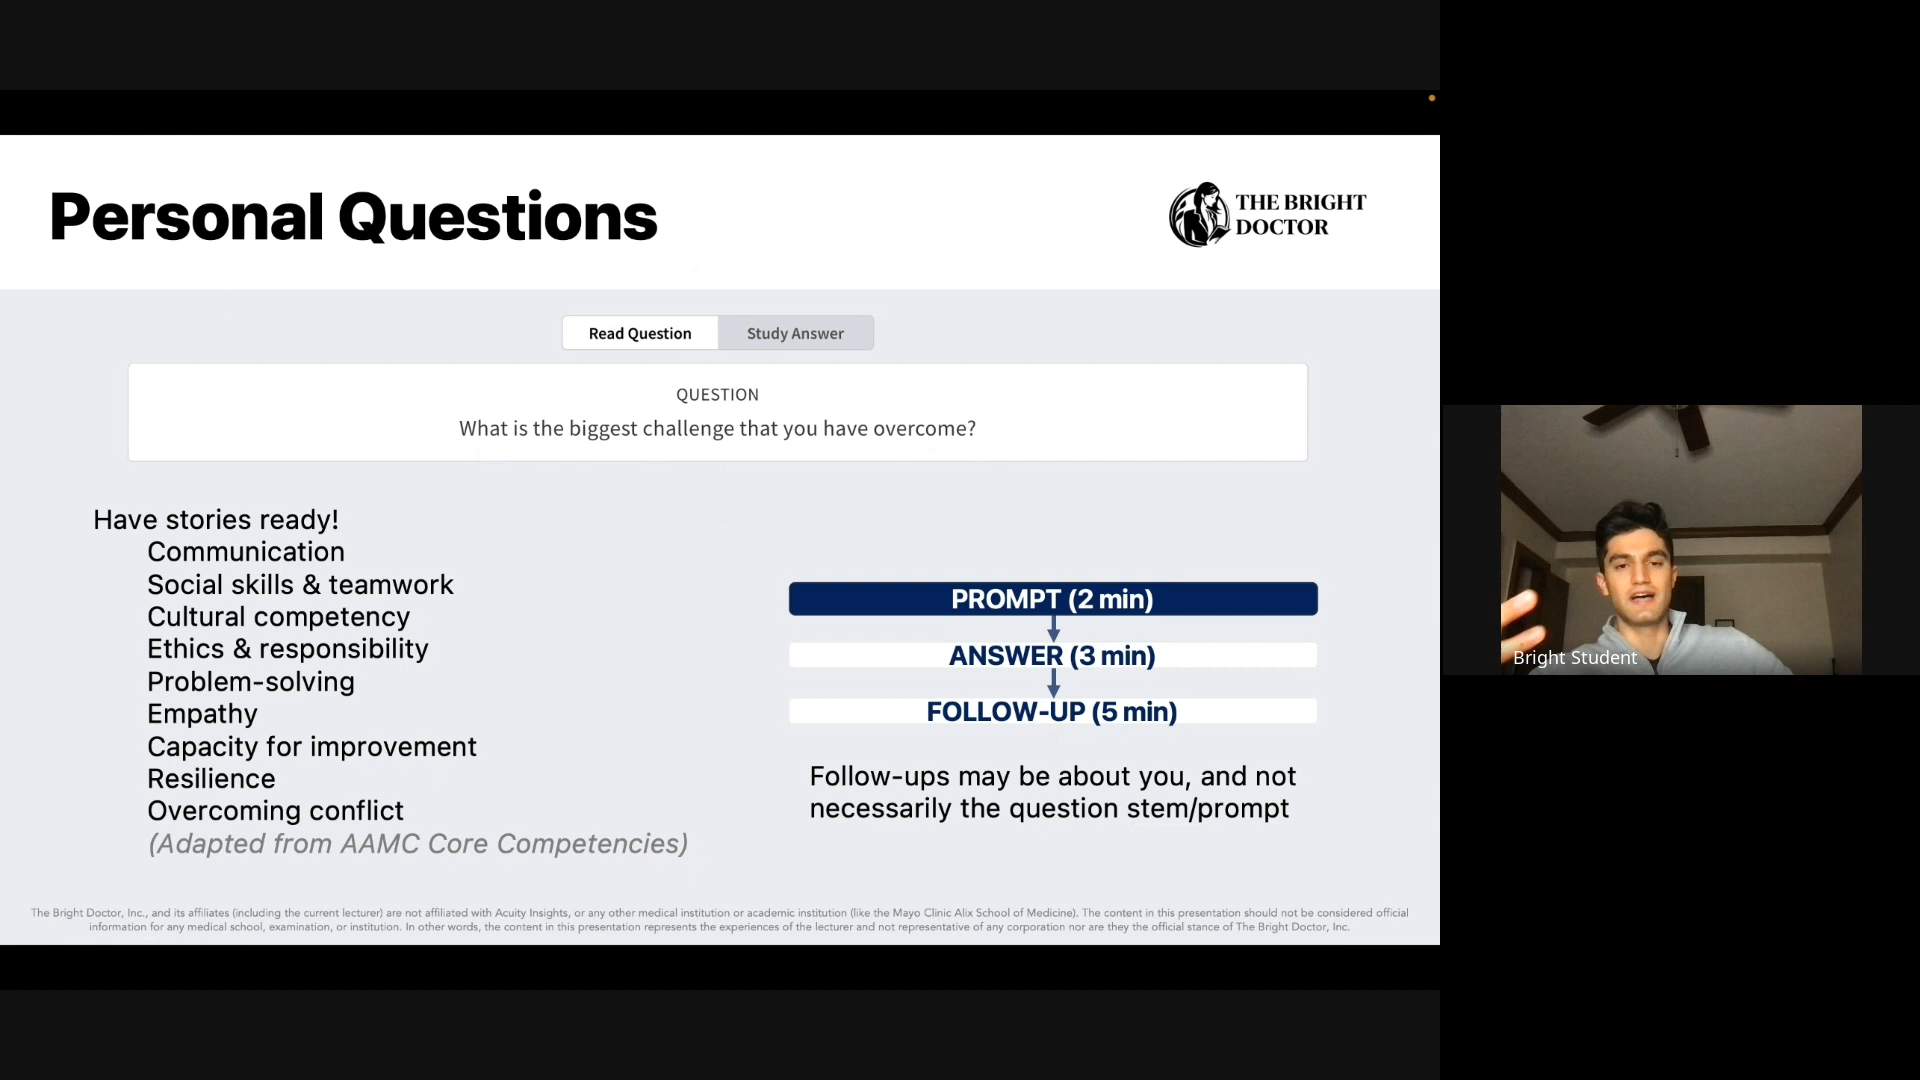 Personal Questions
THE BRIGHT
DOCTOR
Read Question
Study Answer
QUESTION
What is the biggest challenge that you have overcome?
Have stories ready!
Communication
Social skills & teamwork
Cultural competency
Ethics & responsibility
Problem-solving
Empathy
Capacity for improvement
Resilience
Overcoming conflict
(Adapted from AAMC Core Competencies)
PROMPT (2 min)
ANSWER (3 min)
FOLLOW-UP (5 min)
Follow-ups may be about you, and not
necessarily the question stem/prompt
The Bright Doctor, Inc., and its affiliates (including the current lecturer) are not affiliated with Acuity Insights, or any other medical institution or academic institution (like the Mayo Clinic Alix School of Medicine). The content in this presentation should not be considered official
information for any medical school, examination, or institution. In other words, the content in this presentation represents the experiences of the lecturer and not representative of any corporation nor are they the official stance of The Bright Doctor, Inc.
Bright Student